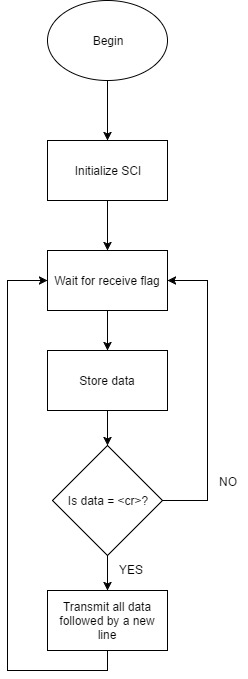 Begin
Initialize SCI
Wait for receive flag
Store data
Is data = <cr>?
NO
YES
Transmit all data
followed by a new
line